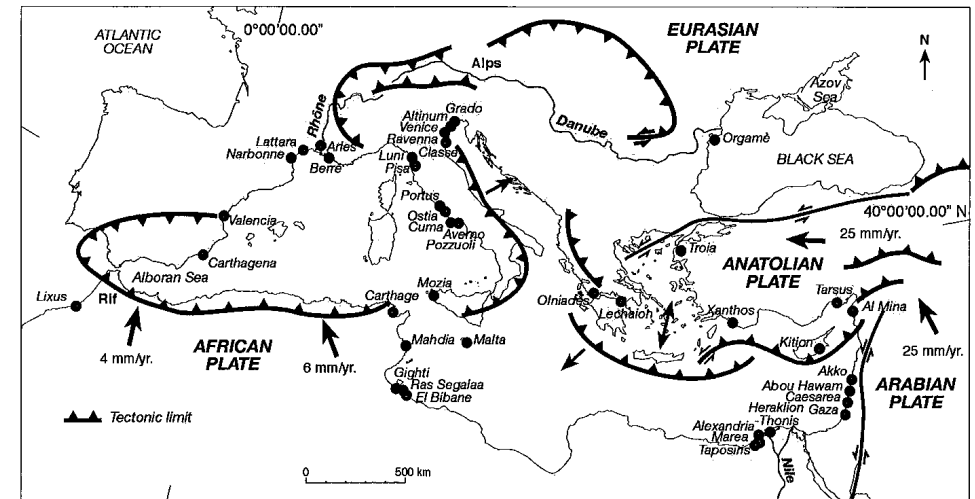 ATLANTIC
OCEAN
0°00'00.00"
EURASIAN
PLATE
N
Alps
Azov
Sea
Rhône
Grado
Altinum
Venice
Ravenna
Classe
Danube
Orgamè
BLACK SEA
Lattara
Narbonne
Arles
Berre
Luni
Pisa
Portus
Ostia
Cuma
Averno
Pozzuoli
40°00'00.00" N
25 mm/yr.
Valencia
Carthagena
Alboran Sea
Troia
ANATOLIAN
PLATE
Lixus
Rif
Carthage
Mozia
Oiniades
Lechaion
Xanthos
Tarsus
Al Mina
4 mm/yr.
AFRICAN
PLATE
6 mm/yr.
Mahdia
Malta
Kition
25 mm/yr.
Gighti
Ras Segalaa
El Bibane
Akko
Abou Hawam
Caesarea
Gaza
ARABIAN
PLATE
Tectonic limit
Heraklion
-Thonis
Alexandria
Marea
Taposiris
Nile
0
500 km